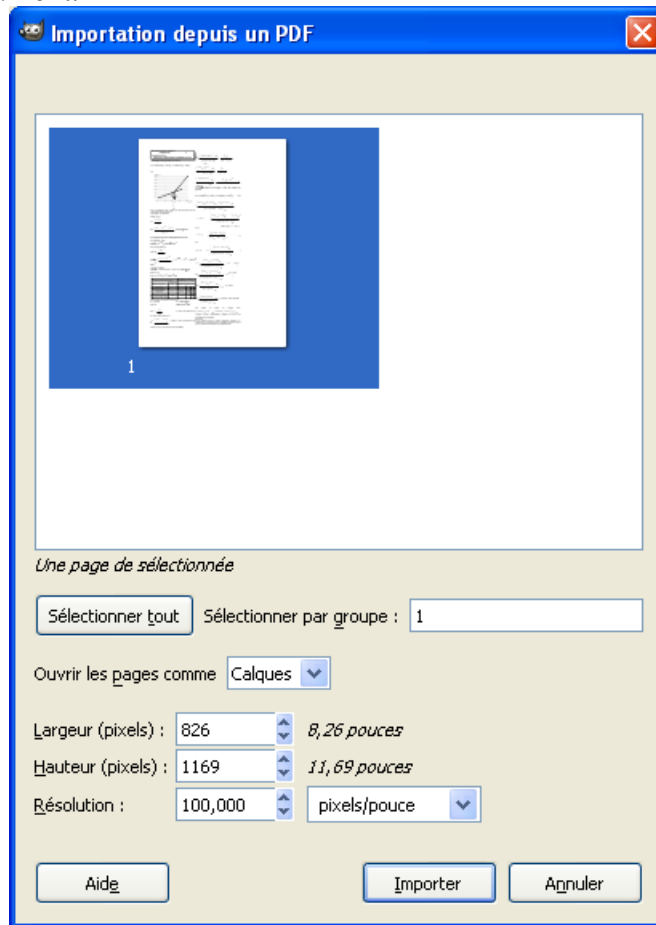 Importation depuis un PDF
1
Une page de sélectionnée
Sélectionner tout Sélectionner par groupe : 1
Ouvrir les pages comme Calques
Largeur (pixels) : 826 8,26 pouces
Hauteur (pixels) : 1169 11,69 pouces
Résolution : 100,000 pixels/pouce
Aide Importer Annuler